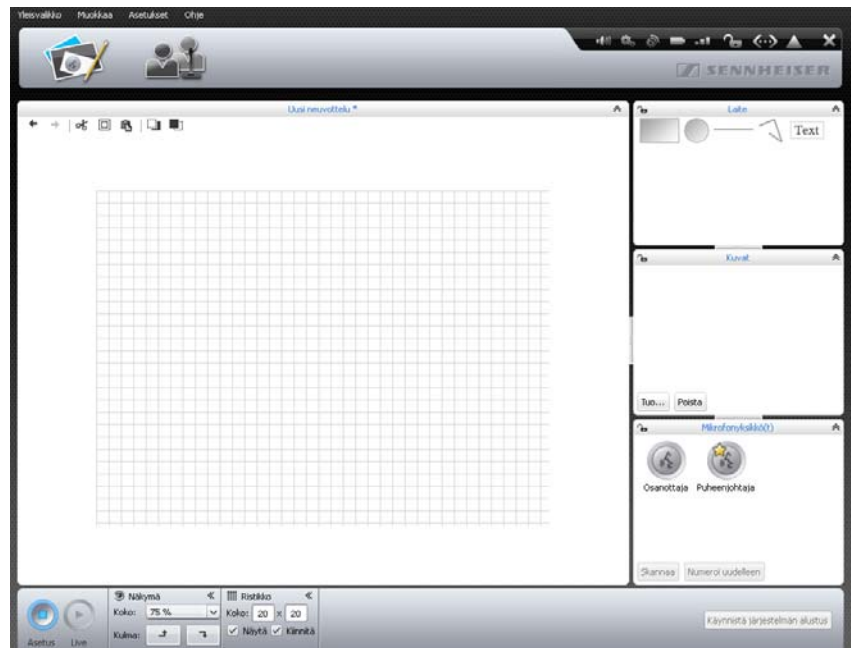 Yleisvalikko Muokkaa Asetukset Ohje
SENNHEISER
Uusi neuvottelu *
Laite
Text
Kuvat
Tuo... Poista
Mikrofonyksikkö(t)
Osanottaja Puheenjohtaja
Skannaa Numeroi uudelleen
Näkymä
Koko: 75 %
Kulma:
Ristikko
Koko: 20 x 20
Näytä Kiinnitä
Asetus Live
Käynnistä järjestelmän alustus